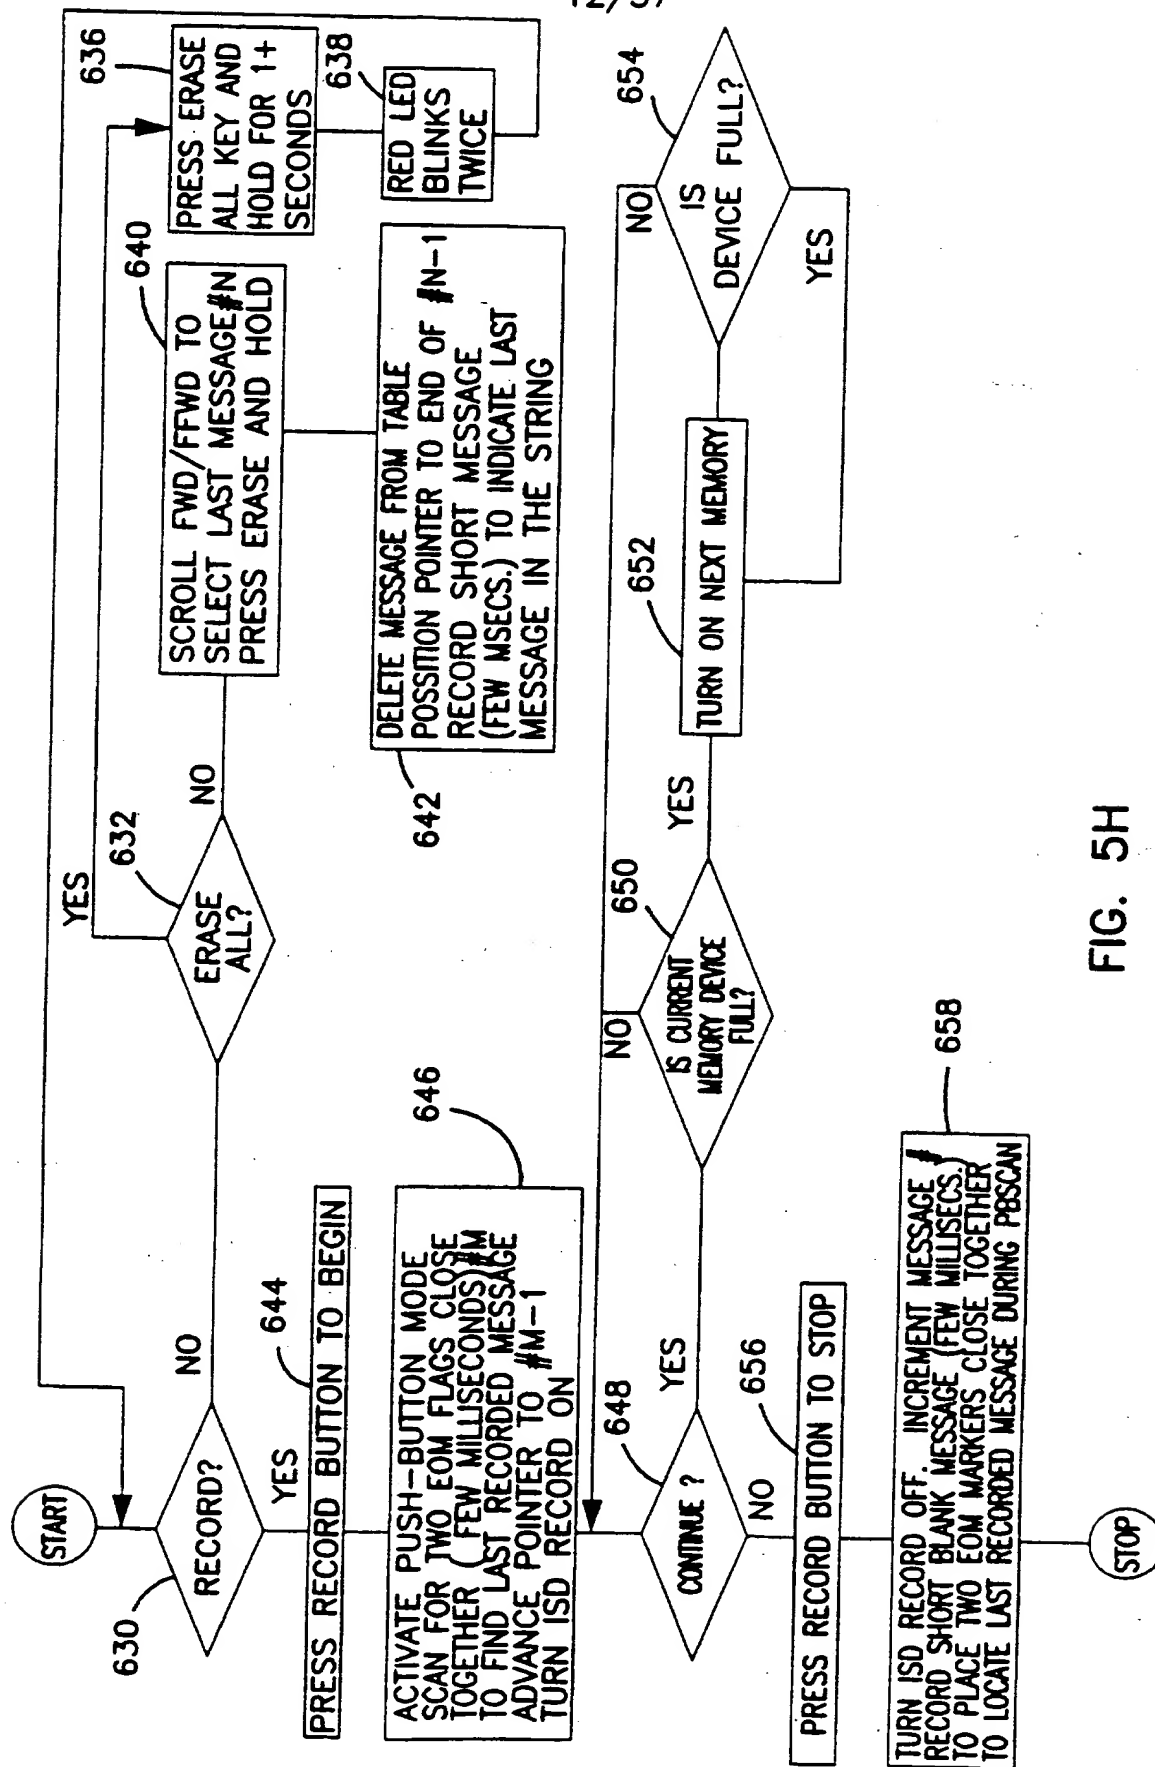 12/37
START
630
RECORD?
NO
YES
632
ERASE
ALL?
YES
NO
636
PRESS ERASE
ALL KEY AND
HOLD FOR 1+
SECONDS
638
RED LED
BLINKS
TWICE
640
SCROLL FWD/FFWD TO
SELECT LAST MESSAGE#N
PRESS ERASE AND HOLD
642
DELETE MESSAGE FROM TABLE
POSSITION POINTER TO END OF #N-1
RECORD SHORT MESSAGE
(FEW MSECS.) TO INDICATE LAST
MESSAGE IN THE STRING
644
PRESS RECORD BUTTON TO BEGIN
646
ACTIVATE PUSH-BUTTON MODE
SCAN FOR TWO EOM FLAGS CLOSE
TOGETHER ( FEW MILLISECONDS)#M
TO FIND LAST RECORDED MESSAGE
ADVANCE POINTER TO #M-1
TURN ISD RECORD ON
648
CONTINUE ?
YES
NO
650
IS CURRENT
MEMORY DEVICE
FULL?
NO
YES
652
TURN ON NEXT MEMORY
654
IS
DEVICE FULL?
NO
YES
656
PRESS RECORD BUTTON TO STOP
658
TURN ISD RECORD OFF. INCREMENT MESSAGE #
RECORD SHORT BLANK MESSAGE (FEW MILLISECS.)
TO PLACE TWO EOM MARKERS CLOSE TOGETHER
TO LOCATE LAST RECORDED MESSAGE DURING PBSCAN
STOP
FIG. 5H